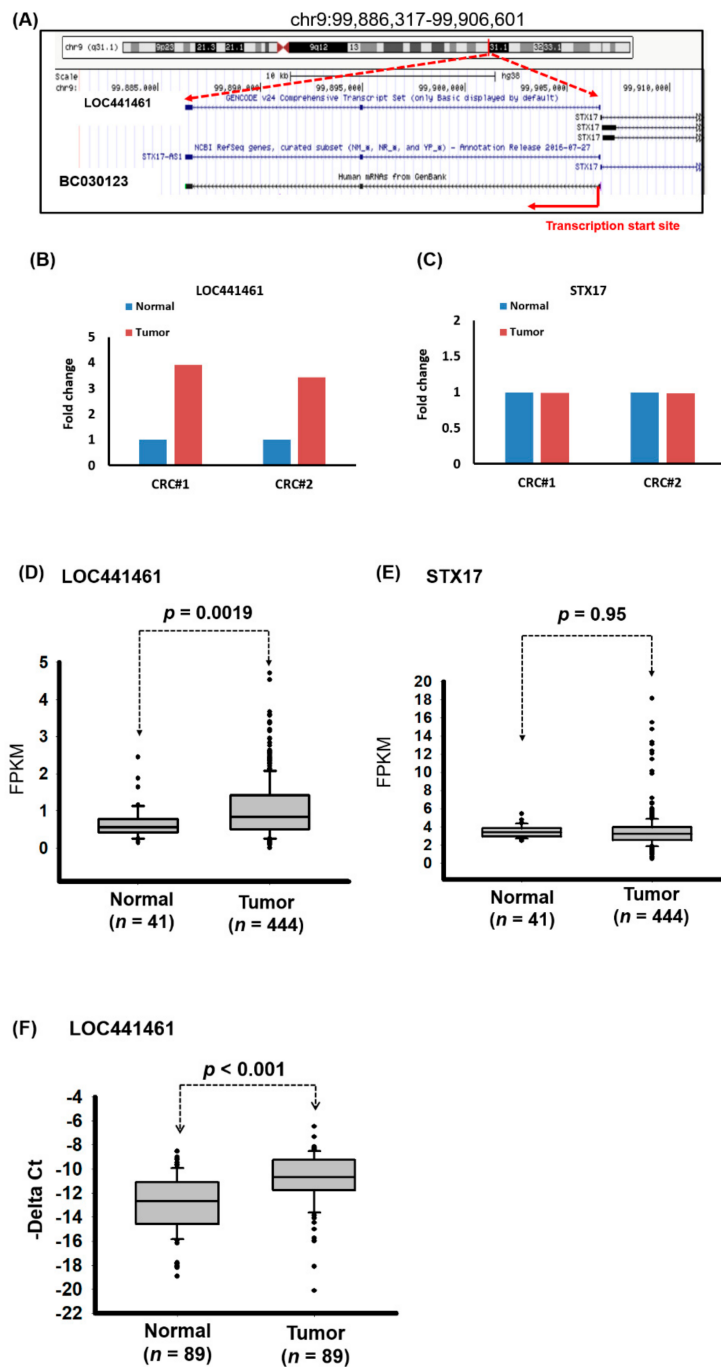 (A)
chr9:99,886,317-99,906,601
chr9 (q31.1) 9p23 21.3 21.1 9q12 13 31.1 33.1
Scale 10 kb hg38
chr9: 99,885,000 99,890,000 99,895,000 99,900,000 99,905,000 99,910,000
GENCODE v24 Comprehensive Transcript Set (only Basic displayed by default)
LOC441461
STX17
STX17
STX17
NCBI RefSeq genes, curated subset (NM_*, NR_*, and YP_*) - Annotation Release 2016-07-27
STX17-AS1
STX17
Human mRNAs from GenBank
BC030123
Transcription start site
(B)
LOC441461
Normal
Tumor
Fold change
5
4
3
2
1
0
CRC#1 CRC#2
(C)
STX17
Normal
Tumor
Fold change
2
1.5
1
0.5
0
CRC#1 CRC#2
(D) LOC441461
p = 0.0019
FPKM
5
4
3
2
1
0
Normal Tumor
(n = 41) (n = 444)
(E) STX17
p = 0.95
FPKM
20
18
16
14
12
10
8
6
4
2
0
Normal Tumor
(n = 41) (n = 444)
(F) LOC441461
p < 0.001
-Delta Ct
-4
-6
-8
-10
-12
-14
-16
-18
-20
-22
Normal Tumor
(n = 89) (n = 89)